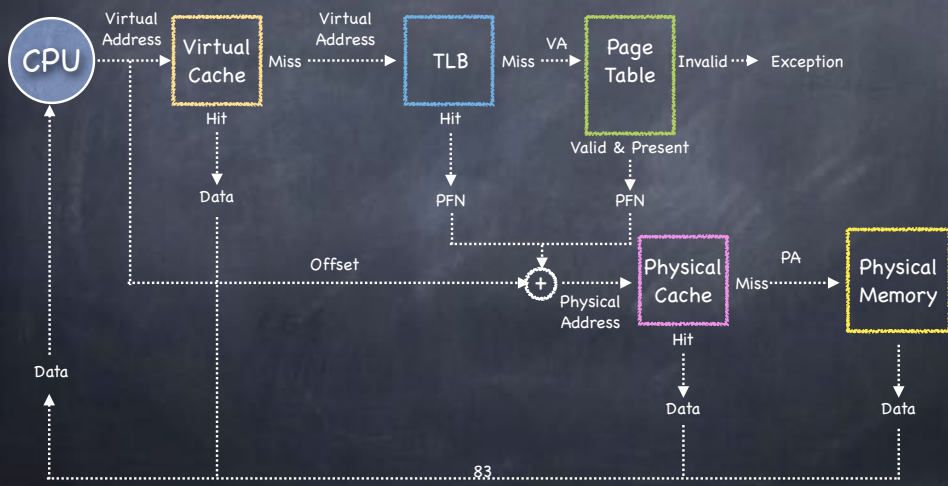 CPU
Virtual
Address
Virtual
Cache
Miss
Virtual
Address
TLB
Miss
VA
Page
Table
Invalid
Exception
Hit
Hit
Valid & Present
Data
PFN
PFN
Offset
+
Physical
Address
Physical
Cache
Miss
PA
Physical
Memory
Hit
Data
Data
Data
83